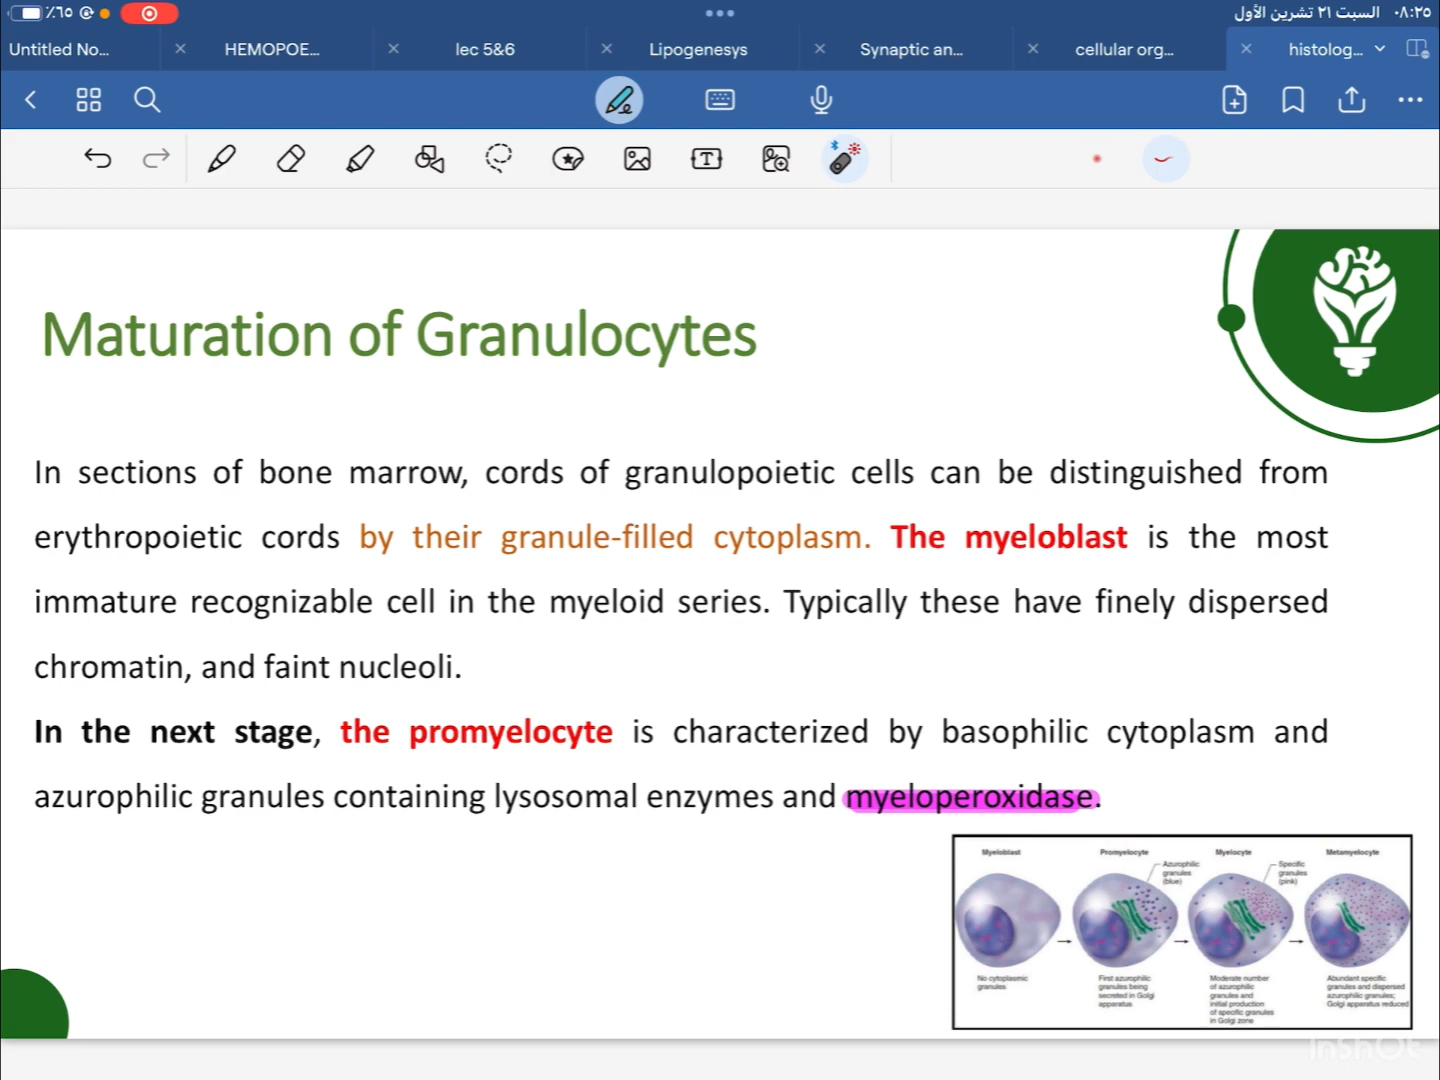 ٪٦٥
السبت ٢١ تشرين الأول ٠٨:٢٥
Untitled No...
HEMOPOE...
lec 5&6
Lipogenesys
Synaptic an...
cellular org...
histolog...
Maturation of Granulocytes
In sections of bone marrow, cords of granulopoietic cells can be distinguished from
erythropoietic cords by their granule-filled cytoplasm. The myeloblast is the most
immature recognizable cell in the myeloid series. Typically these have finely dispersed
chromatin, and faint nucleoli.
In the next stage, the promyelocyte is characterized by basophilic cytoplasm and
azurophilic granules containing lysosomal enzymes and myeloperoxidase.
Myeloblast
Promyelocyte
Myelocyte
Metamyelocyte
Azurophilic
granules
(blue)
Specific
granules
(pink)
No cytoplasmic
granules
First azurophilic
granules being
secreted in Golgi
apparatus
Moderate number
of azurophilic
granules and
initial production
of specific granules
in Golgi zone
Abundant specific
granules and dispersed
azurophilic granules;
Golgi apparatus reduced
InShOt